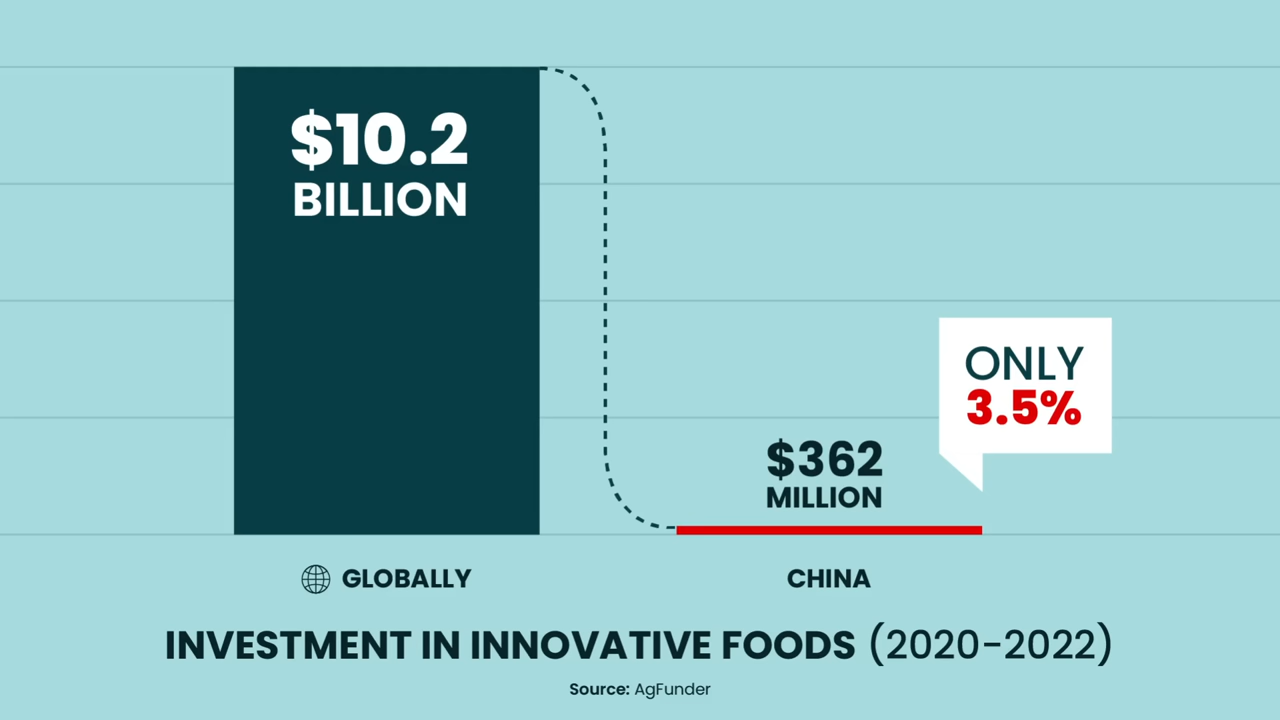 $10.2
BILLION
ONLY
3.5%
$362
MILLION
GLOBALLY
CHINA
INVESTMENT IN INNOVATIVE FOODS (2020-2022)
Source: AgFunder